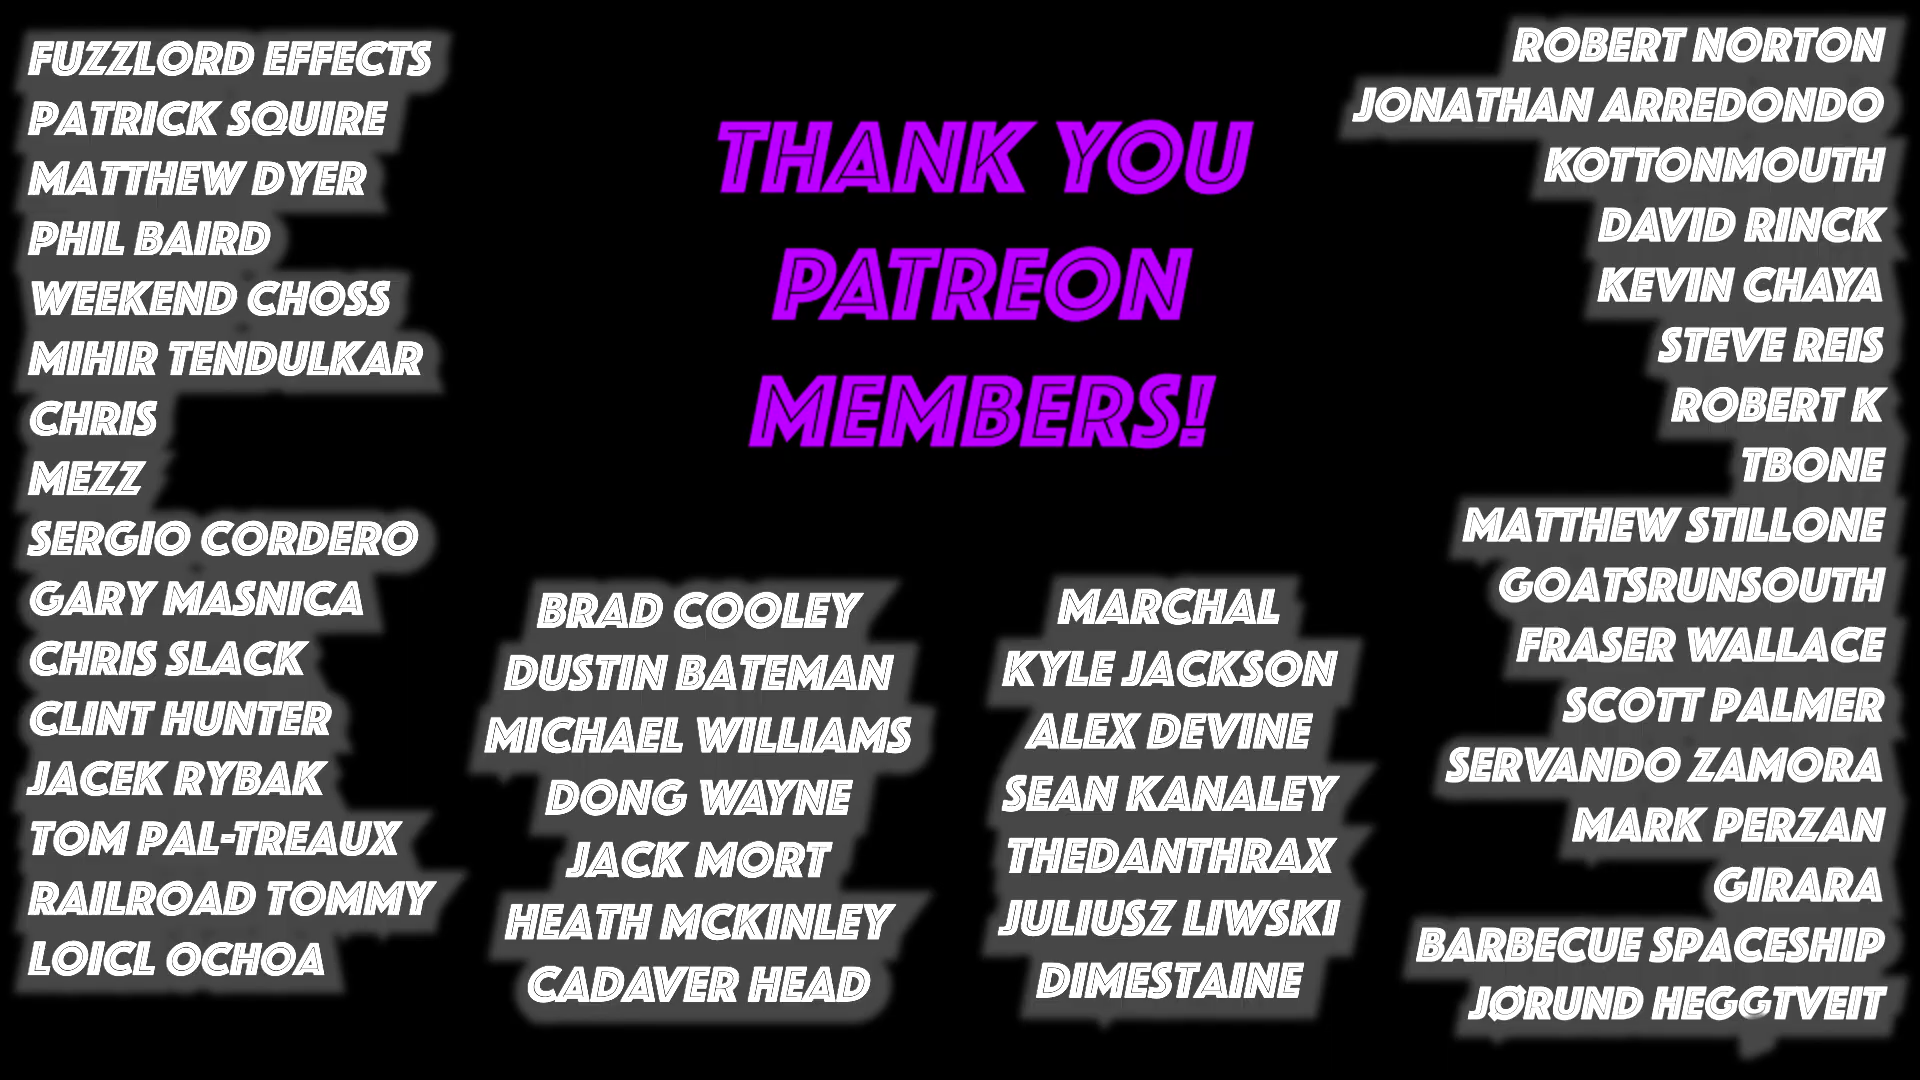 FUZZLORD EFFECTS
PATRICK SQUIRE
MATTHEW DYER
PHIL BAIRD
WEEKEND CHOSS
MIHIR TENDULKAR
CHRIS
MEZZ
SERGIO CORDERO
GARY MASNICA
CHRIS SLACK
CLINT HUNTER
JACEK RYBAK
TOM PAL-TREAUX
RAILROAD TOMMY
LOICL OCHOA
THANK YOU
PATREON
MEMBERS!
BRAD COOLEY
DUSTIN BATEMAN
MICHAEL WILLIAMS
DONG WAYNE
JACK MORT
HEATH MCKINLEY
CADAVER HEAD
MARCHAL
KYLE JACKSON
ALEX DEVINE
SEAN KANALEY
THEDANTHRAX
JULIUSZ LIWSKI
DIMESTAINE
ROBERT NORTON
JONATHAN ARREDONDO
KOTTONMOUTH
DAVID RINCK
KEVIN CHAYA
STEVE REIS
ROBERT K
TBONE
MATTHEW STILLONE
GOATSRUNSOUTH
FRASER WALLACE
SCOTT PALMER
SERVANDO ZAMORA
MARK PERZAN
GIRARA
BARBECUE SPACESHIP
JØRUND HEGGTVEIT